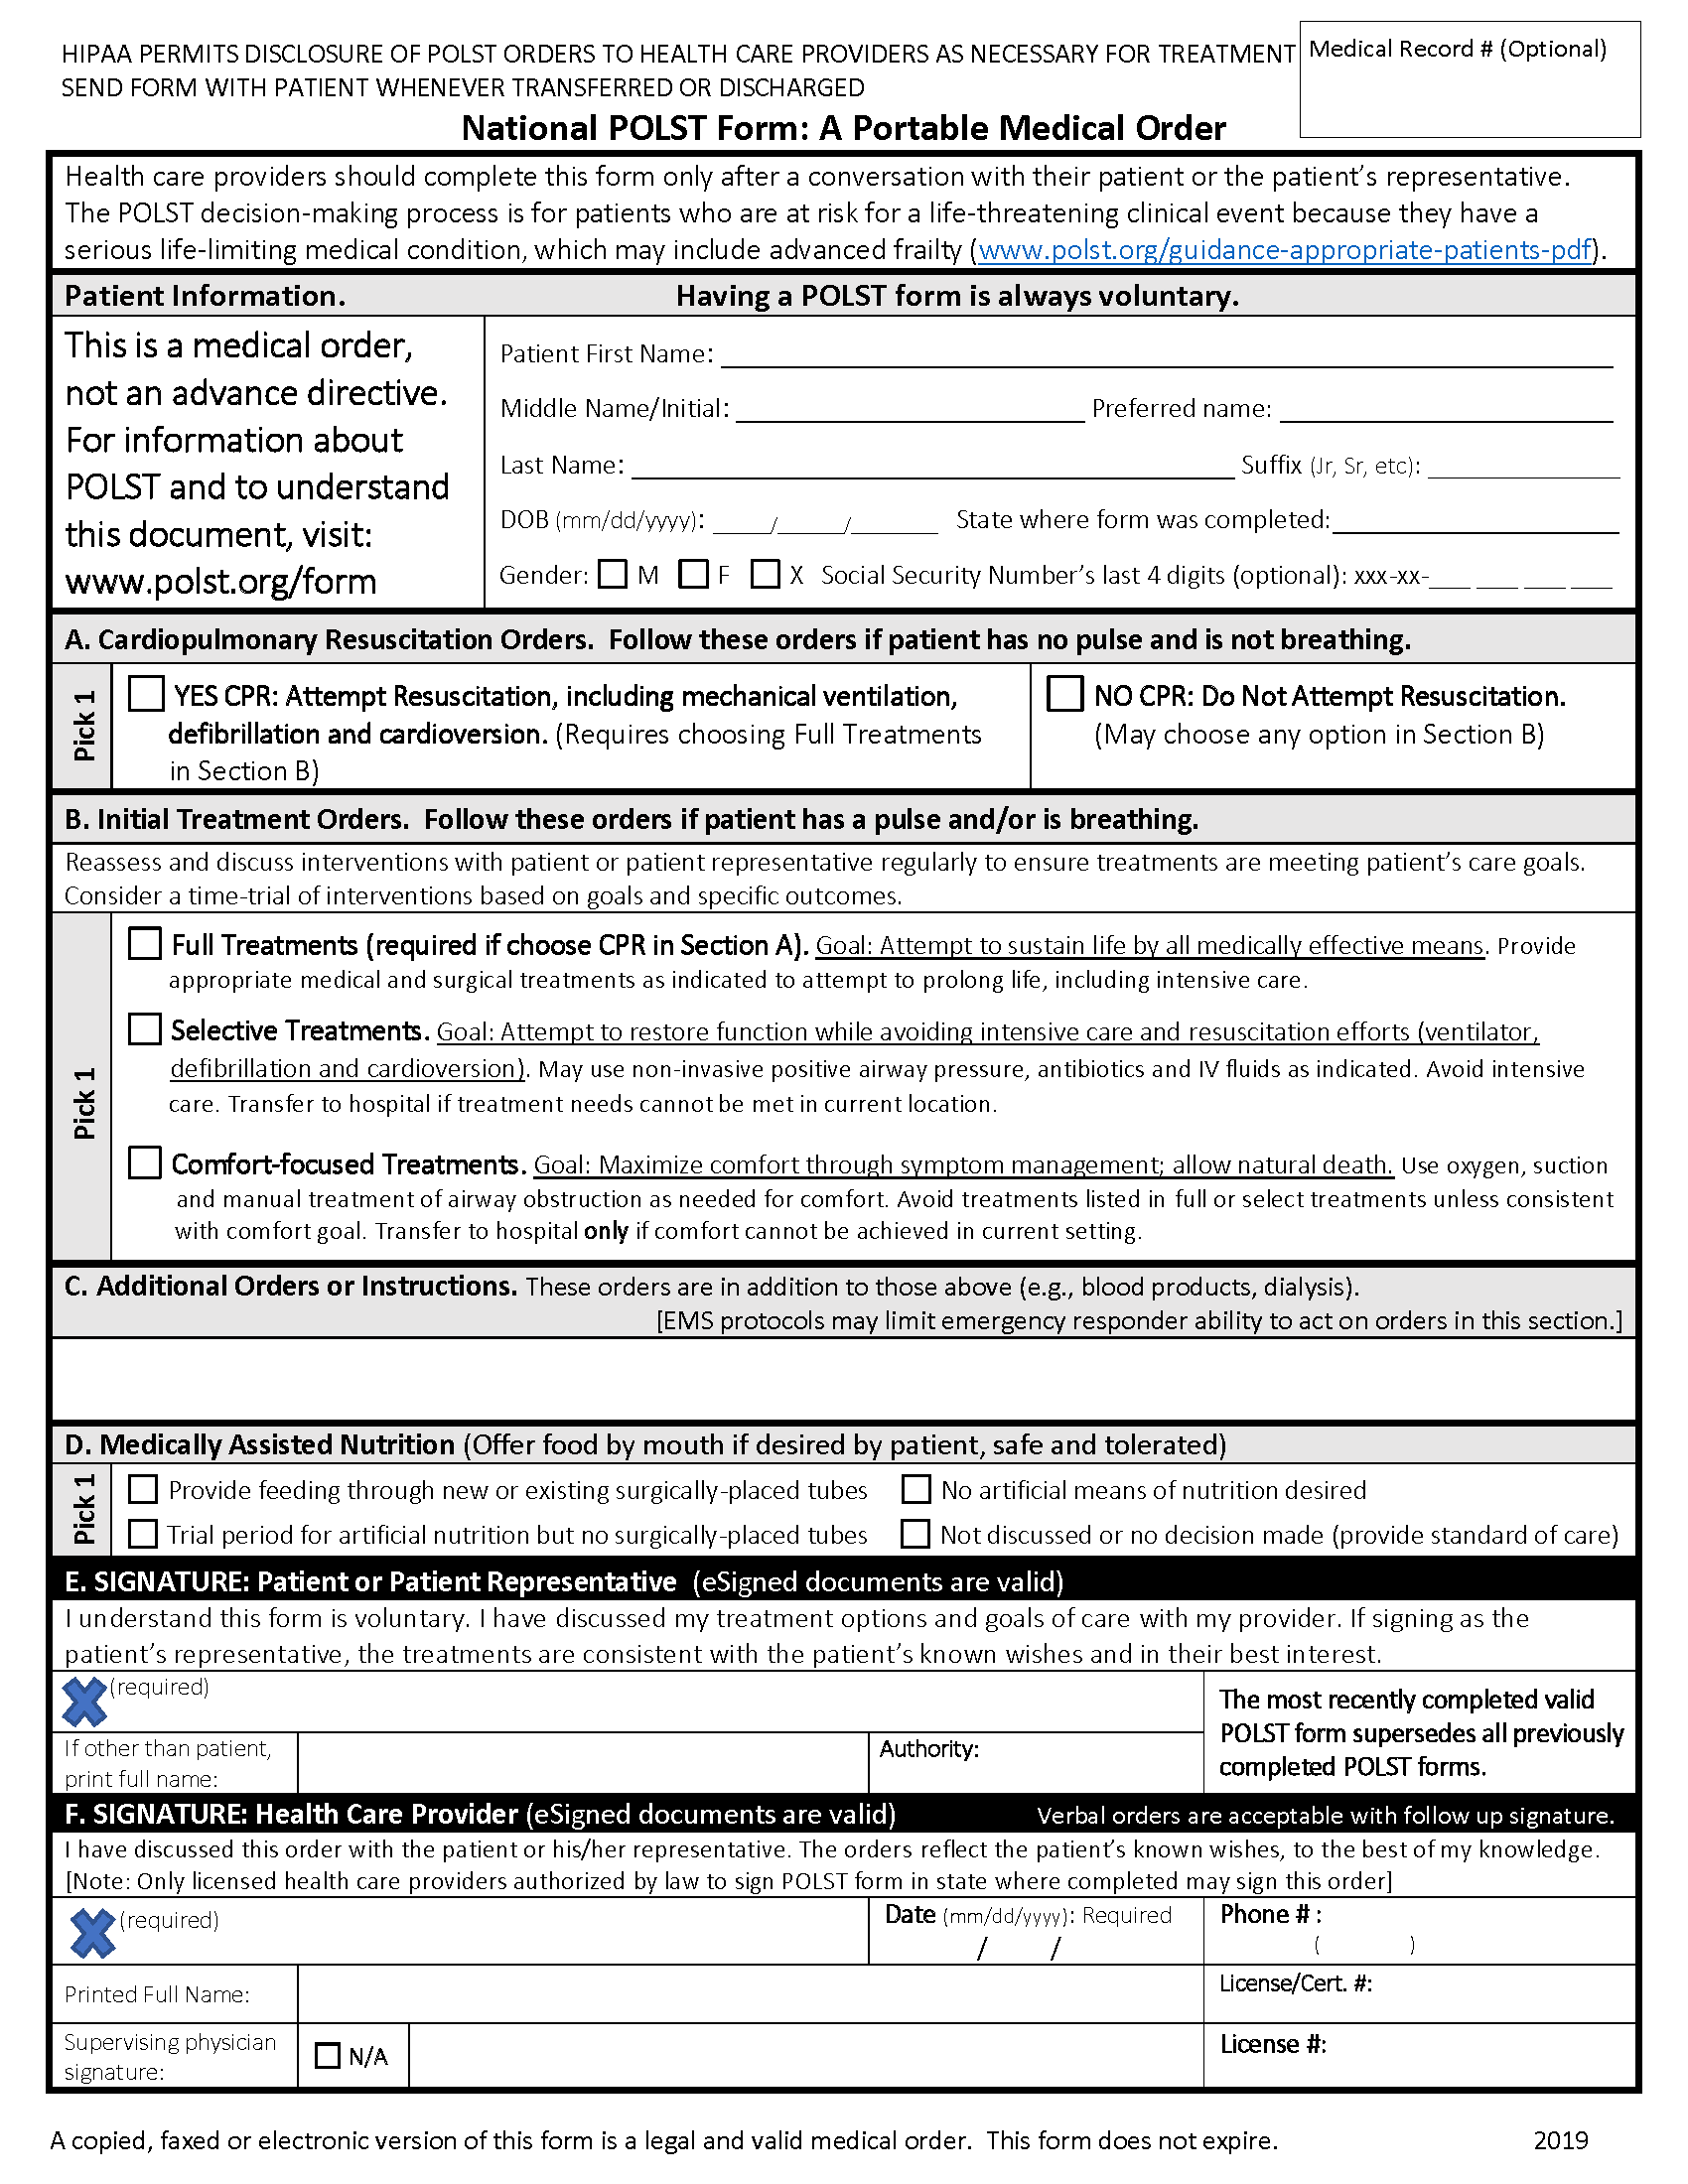 HIPAA PERMITS DISCLOSURE OF POLST ORDERS TO HEALTH CARE PROVIDERS AS NECESSARY FOR TREATMENT
SEND FORM WITH PATIENT WHENEVER TRANSFERRED OR DISCHARGED
Medical Record # (Optional)
National POLST Form: A Portable Medical Order
Health care providers should complete this form only after a conversation with their patient or the patient's representative.
The POLST decision-making process is for patients who are at risk for a life-threatening clinical event because they have a
serious life-limiting medical condition, which may include advanced frailty (www.polst.org/guidance-appropriate-patients-pdf).
Patient Information. Having a POLST form is always voluntary.
This is a medical order,
not an advance directive.
For information about
POLST and to understand
this document, visit:
www.polst.org/form
Patient First Name:
Middle Name/Initial: Preferred name:
Last Name: Suffix (Jr, Sr, etc):
DOB (mm/dd/yyyy): ____/____/____ State where form was completed:
Gender: M F X Social Security Number's last 4 digits (optional): xxx-xx-___ ___ ___ ___
A. Cardiopulmonary Resuscitation Orders. Follow these orders if patient has no pulse and is not breathing.
Pick 1
YES CPR: Attempt Resuscitation, including mechanical ventilation,
defibrillation and cardioversion. (Requires choosing Full Treatments
in Section B)
NO CPR: Do Not Attempt Resuscitation.
(May choose any option in Section B)
B. Initial Treatment Orders. Follow these orders if patient has a pulse and/or is breathing.
Reassess and discuss interventions with patient or patient representative regularly to ensure treatments are meeting patient's care goals.
Consider a time-trial of interventions based on goals and specific outcomes.
Pick 1
Full Treatments (required if choose CPR in Section A). Goal: Attempt to sustain life by all medically effective means. Provide
appropriate medical and surgical treatments as indicated to attempt to prolong life, including intensive care.
Selective Treatments. Goal: Attempt to restore function while avoiding intensive care and resuscitation efforts (ventilator,
defibrillation and cardioversion). May use non-invasive positive airway pressure, antibiotics and IV fluids as indicated. Avoid intensive
care. Transfer to hospital if treatment needs cannot be met in current location.
Comfort-focused Treatments. Goal: Maximize comfort through symptom management; allow natural death. Use oxygen, suction
and manual treatment of airway obstruction as needed for comfort. Avoid treatments listed in full or select treatments unless consistent
with comfort goal. Transfer to hospital only if comfort cannot be achieved in current setting.
C. Additional Orders or Instructions. These orders are in addition to those above (e.g., blood products, dialysis).
[EMS protocols may limit emergency responder ability to act on orders in this section.]
D. Medically Assisted Nutrition (Offer food by mouth if desired by patient, safe and tolerated)
Pick 1
Provide feeding through new or existing surgically-placed tubes
No artificial means of nutrition desired
Trial period for artificial nutrition but no surgically-placed tubes
Not discussed or no decision made (provide standard of care)
E. SIGNATURE: Patient or Patient Representative (eSigned documents are valid)
I understand this form is voluntary. I have discussed my treatment options and goals of care with my provider. If signing as the
patient's representative, the treatments are consistent with the patient's known wishes and in their best interest.
(required)
The most recently completed valid
POLST form supersedes all previously
completed POLST forms.
If other than patient,
print full name:
Authority:
F. SIGNATURE: Health Care Provider (eSigned documents are valid) Verbal orders are acceptable with follow up signature.
I have discussed this order with the patient or his/her representative. The orders reflect the patient's known wishes, to the best of my knowledge.
[Note: Only licensed health care providers authorized by law to sign POLST form in state where completed may sign this order]
(required)
Date (mm/dd/yyyy): Required
/ /
Phone # :
( )
Printed Full Name:
License/Cert. #:
Supervising physician
signature:
N/A
License #:
A copied, faxed or electronic version of this form is a legal and valid medical order. This form does not expire. 2019